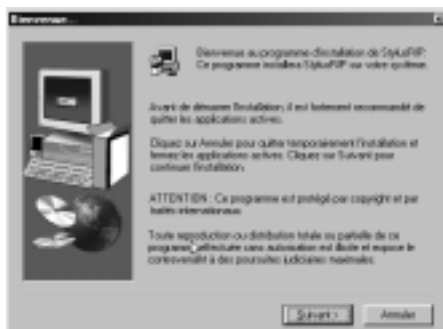 Bienvenue...
Bienvenue au programme d'installation de StylusRIP.
Ce programme installera StylusRIP sur votre système.
Avant de démarrer l'installation, il est fortement recommandé de
quitter les applications actives.
Cliquez sur Annuler pour quitter temporairement l'installation et
fermez les applications actives. Cliquez sur Suivant pour
continuer l'installation.
ATTENTION : Ce programme est protégé par copyright et par
traités internationaux.
Toute reproduction ou distribution totale ou partielle de ce
programme effectuée sans autorisation est illicite et expose le
contrevenant à des poursuites judiciaires maximales.
Suivant >
Annuler